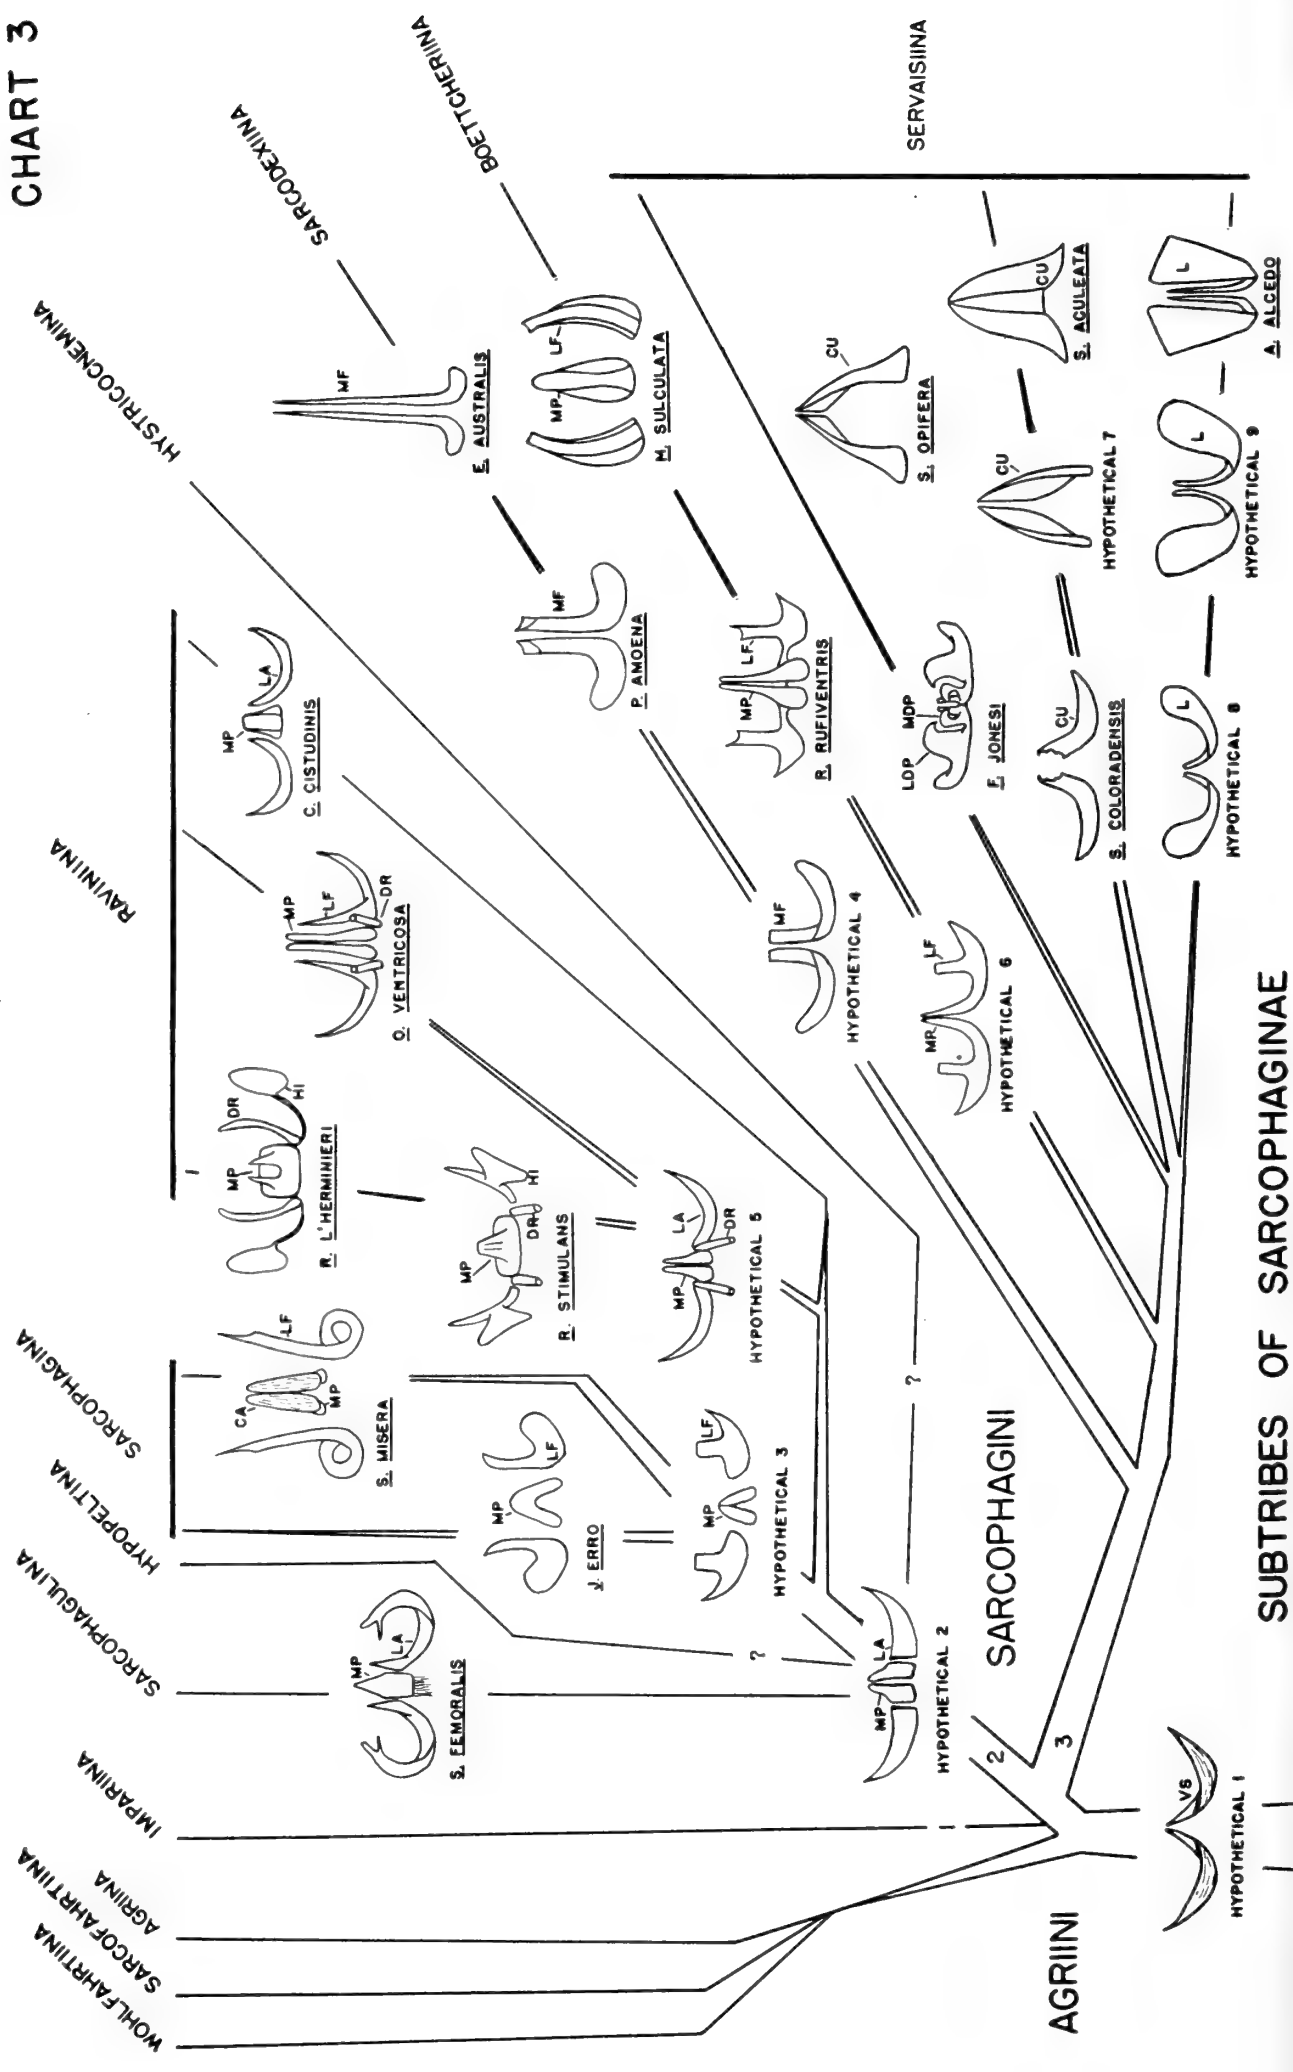 CHART 3
WOHLFAHRTIINA
SARCOFAHRTIINA
AGRIINA
IMPARIINA
SARCOPHAGULINA
HYPOPELTINA
SARCOPHAGINA
RAVINIINA
HYSTRICOCNEMINA
SARCODEXIINA
BOETTCHERIINA
SERVAISIINA
MP LA
S. FEMORALIS
CA MP LF
S. MISERA
MP DR HI
R. L'HERMINIERI
MP LF DR
O. VENTRICOSA
MP LA
C. CISTUDINIS
MF
E. AUSTRALIS
MP LF
M. SULCULATA
MP LF
J. ERRO
MP DR HI
R. STIMULANS
MF
P. AMOENA
MP LF
HYPOTHETICAL 3
MP LA DR
HYPOTHETICAL 5
MF
HYPOTHETICAL 4
MP LF
R. RUFIVENTRIS
CU
S. OPIFERA
?
?
MP LA
HYPOTHETICAL 2
MP LF
HYPOTHETICAL 6
LDP MDP
F. JONESI
CU
HYPOTHETICAL 7
CU
S. ACULEATA
CU
S. COLORADENSIS
1
2
3
SARCOPHAGINI
AGRIINI
VS
HYPOTHETICAL 1
L
HYPOTHETICAL 8
L
HYPOTHETICAL 9
L
A. ALCEDO
SUBTRIBES OF SARCOPHAGINAE